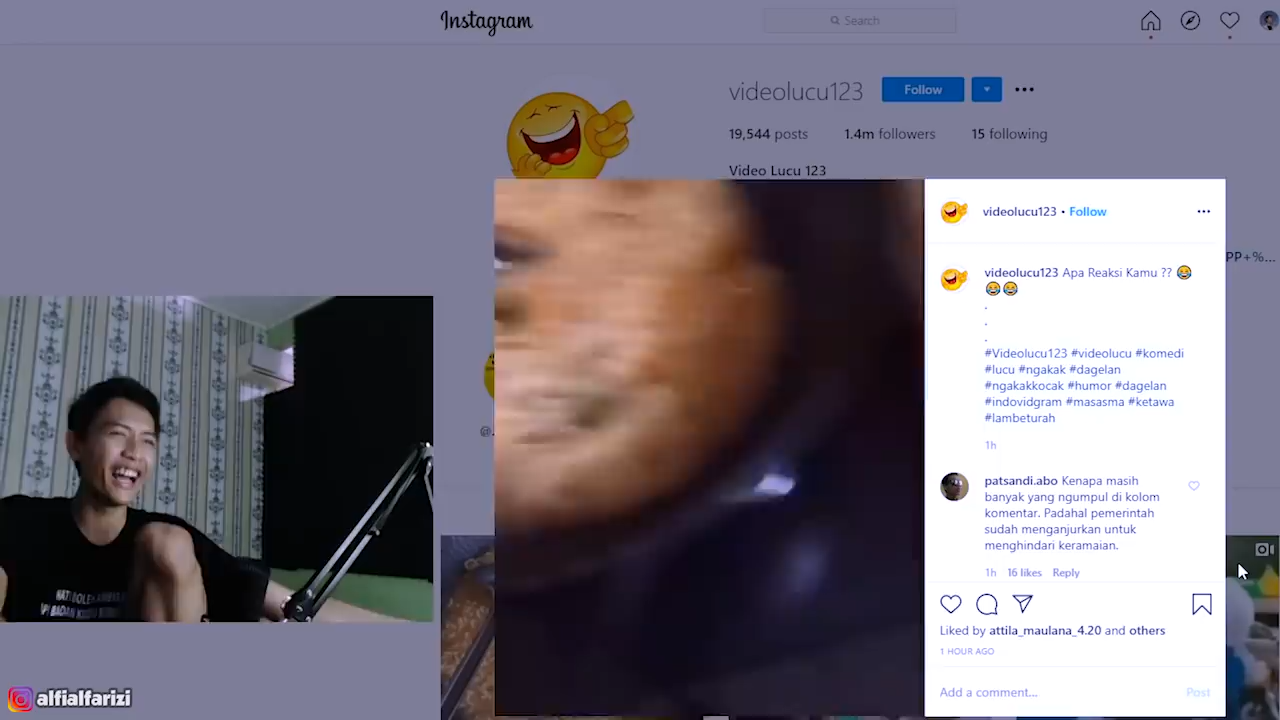 Instagram
Search
videolucu123
Follow
19,544 posts
1.4m followers
15 following
Video Lucu 123
videolucu123 • Follow
PP+%...
videolucu123 Apa Reaksi Kamu ?? 😂
😂😂
.
.
.
#Videolucu123 #videolucu #komedi
#lucu #ngakak #dagelan
#ngakakkocak #humor #dagelan
#indovidgram #masasma #ketawa
#lambeturah
1h
@.
patsandi.abo Kenapa masih
banyak yang ngumpul di kolom
komentar. Padahal pemerintah
sudah menganjurkan untuk
menghindari keramaian.
1h 16 likes Reply
Liked by attila_maulana_4.20 and others
1 HOUR AGO
Add a comment...
Post
alfialfarizi